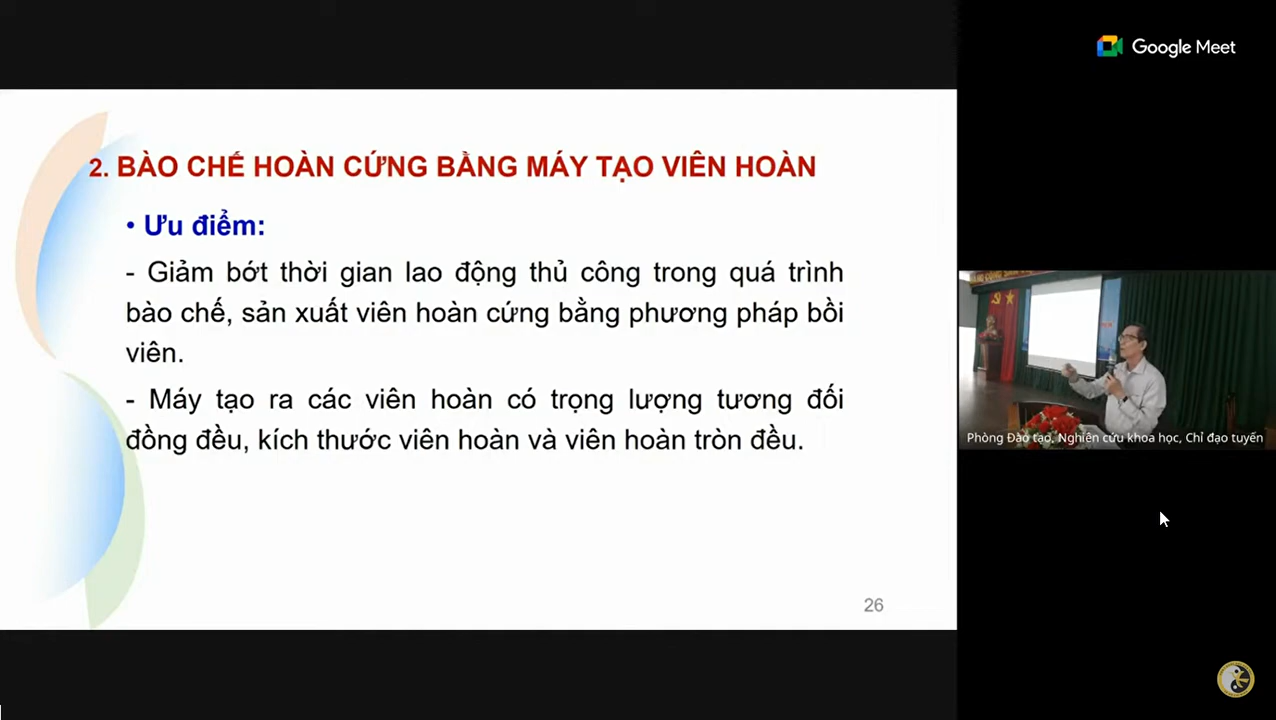 Google Meet
2. BÀO CHẾ HOÀN CỨNG BẰNG MÁY TẠO VIÊN HOÀN
• Ưu điểm:
- Giảm bớt thời gian lao động thủ công trong quá trình
bào chế, sản xuất viên hoàn cứng bằng phương pháp bồi
viên.
- Máy tạo ra các viên hoàn có trọng lượng tương đối
đồng đều, kích thước viên hoàn và viên hoàn tròn đều.
Phòng Đào tạo, Nghiên cứu khoa học, Chỉ đạo tuyến
26